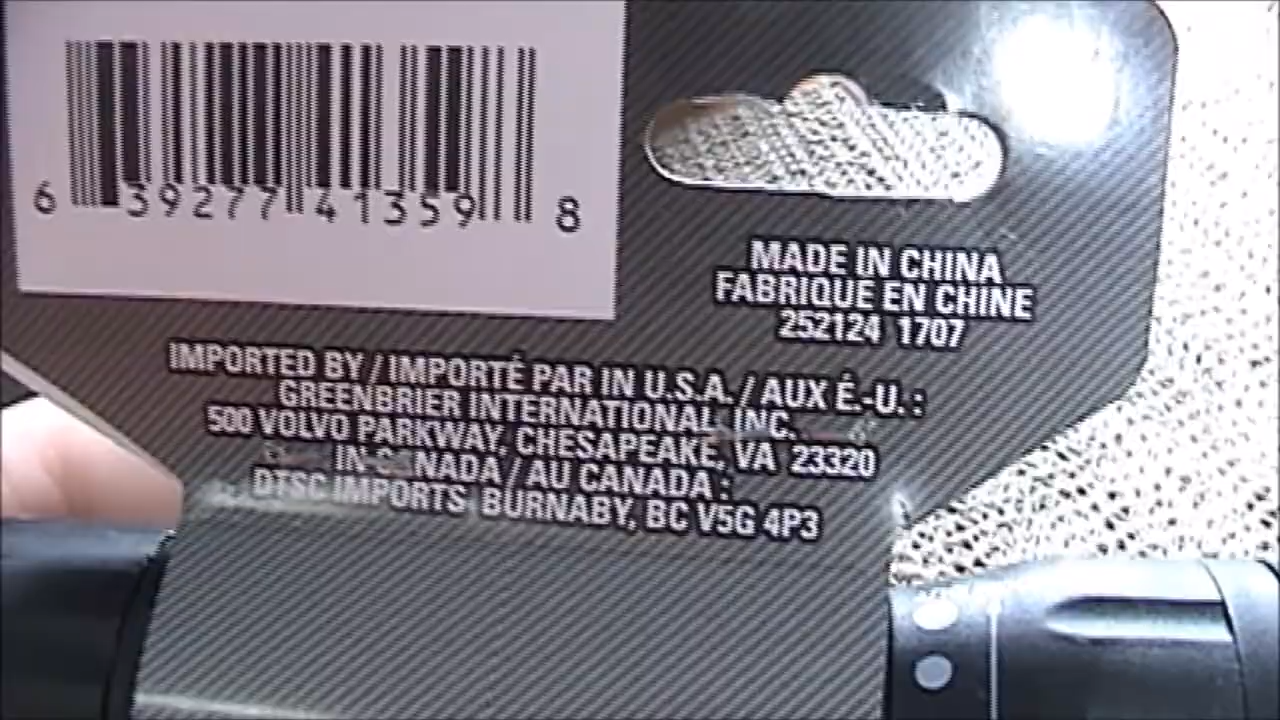 6 39277 41359 8
MADE IN CHINA
FABRIQUE EN CHINE
252124 1707
IMPORTED BY / IMPORTÉ PAR IN U.S.A. / AUX É.-U. :
GREENBRIER INTERNATIONAL, INC.
500 VOLVO PARKWAY, CHESAPEAKE, VA 23320
IN CANADA / AU CANADA :
DTSC IMPORTS BURNABY, BC V5G 4P3